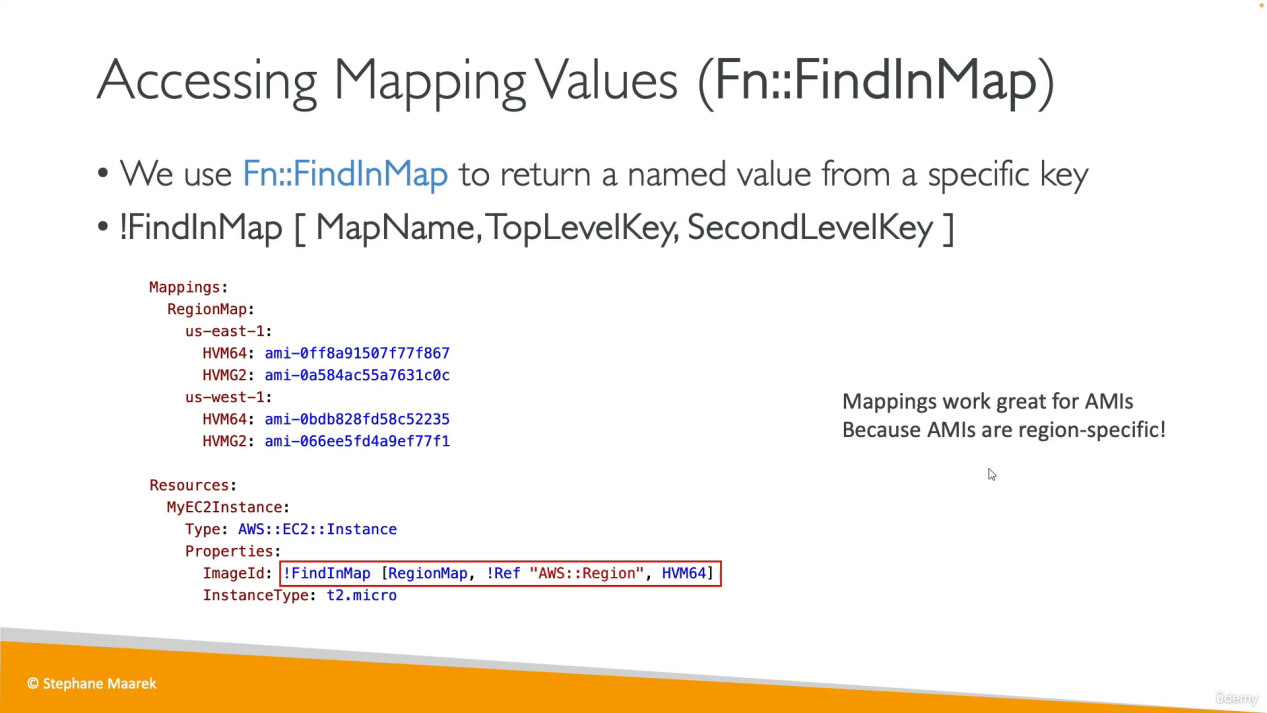 Accessing Mapping Values (Fn::FindInMap)
• We use Fn::FindInMap to return a named value from a specific key
• !FindInMap [ MapName, TopLevelKey, SecondLevelKey ]
Mappings:
RegionMap:
us-east-1:
HVM64: ami-0ff8a91507f77f867
HVMG2: ami-0a584ac55a7631c0c
us-west-1:
HVM64: ami-0bdb828fd58c52235
HVMG2: ami-066ee5fd4a9ef77f1
Mappings work great for AMIs
Because AMIs are region-specific!
Resources:
MyEC2Instance:
Type: AWS::EC2::Instance
Properties:
ImageId: !FindInMap [RegionMap, !Ref "AWS::Region", HVM64]
InstanceType: t2.micro
© Stephane Maarek
ûdemy